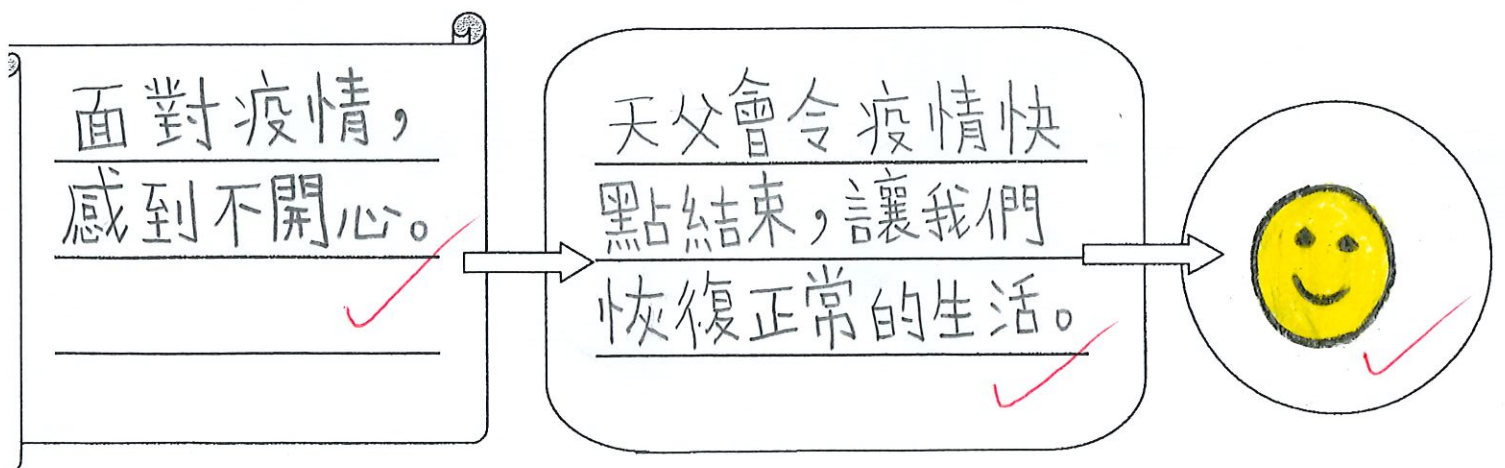 面對疫情，
感到不開心。
天父會令疫情快
點結束，讓我們
恢復正常的生活。